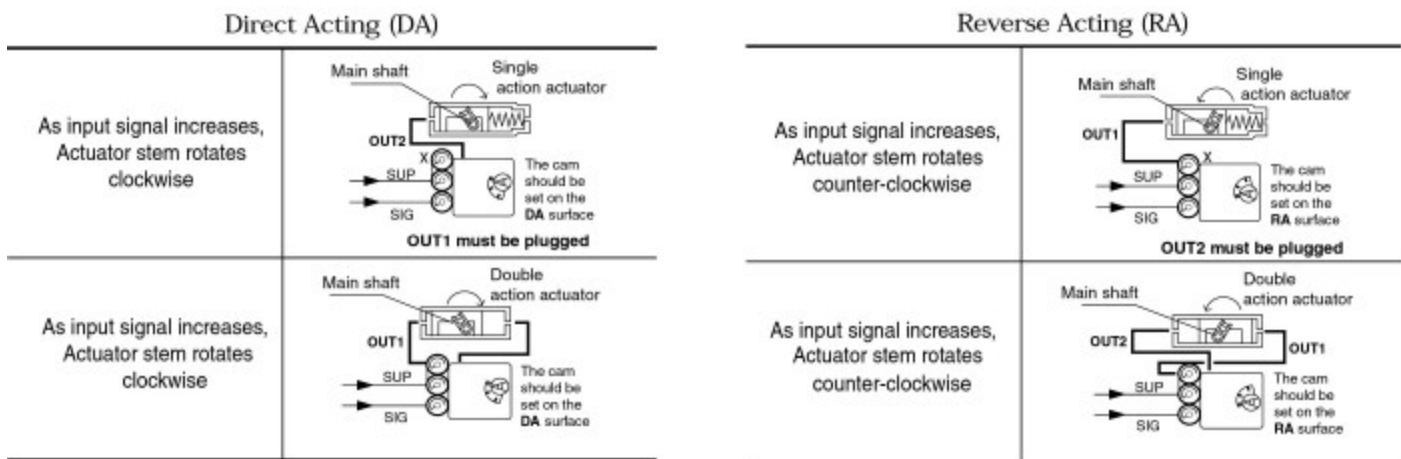 Direct Acting (DA)
As input signal increases,
Actuator stem rotates
clockwise
Main shaft
Single
action actuator
OUT2
X
SUP
SIG
The cam
should be
set on the
DA surface
OUT1 must be plugged
As input signal increases,
Actuator stem rotates
clockwise
Main shaft
Double
action actuator
OUT1
SUP
SIG
The cam
should be
set on the
DA surface
Reverse Acting (RA)
As input signal increases,
Actuator stem rotates
counter-clockwise
Main shaft
Single
action actuator
OUT1
X
SUP
SIG
The cam
should be
set on the
RA surface
OUT2 must be plugged
As input signal increases,
Actuator stem rotates
counter-clockwise
Main shaft
Double
action actuator
OUT2
OUT1
SUP
SIG
The cam
should be
set on the
RA surface